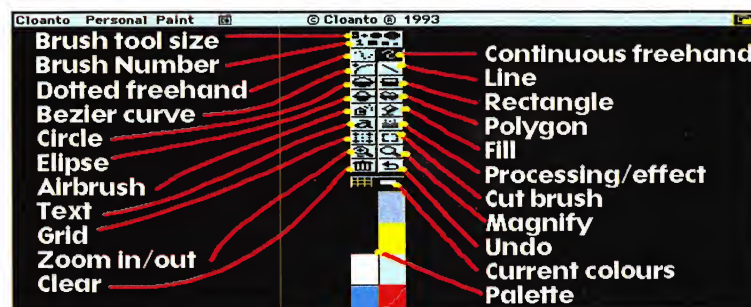 Cloanto Personal Paint © Cloanto ® 1993
Brush tool size
Brush Number
Dotted freehand
Bezier curve
Circle
Elipse
Airbrush
Text
Grid
Zoom in/out
Clear
Continuous freehand
Line
Rectangle
Polygon
Fill
Processing/effect
Cut brush
Magnify
Undo
Current colours
Palette